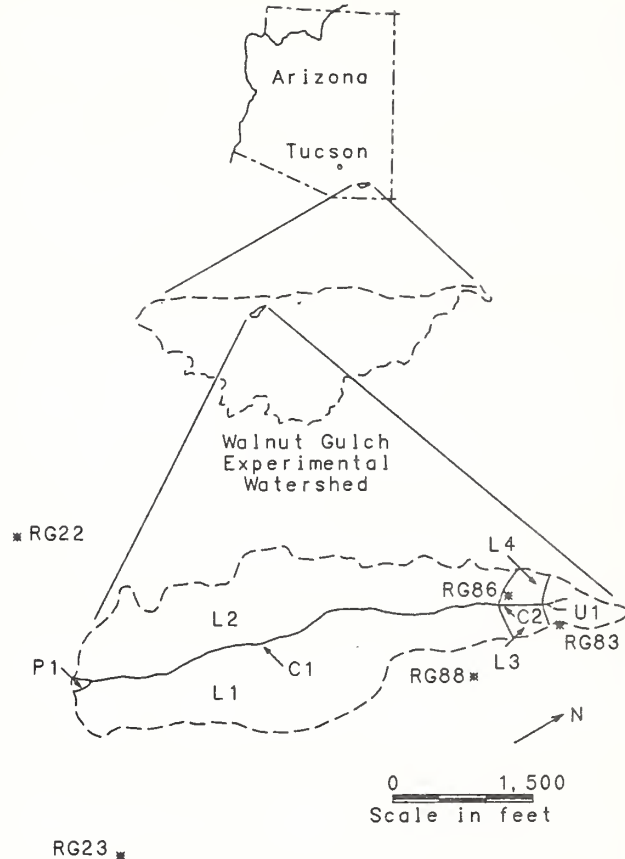 Arizona
Tucson
Walnut Gulch
Experimental
Watershed
RG22
L4
RG86
U1
L2
C2
RG83
P1
C1
L3
L1
RG88
N
0 1,500
Scale in feet
RG23